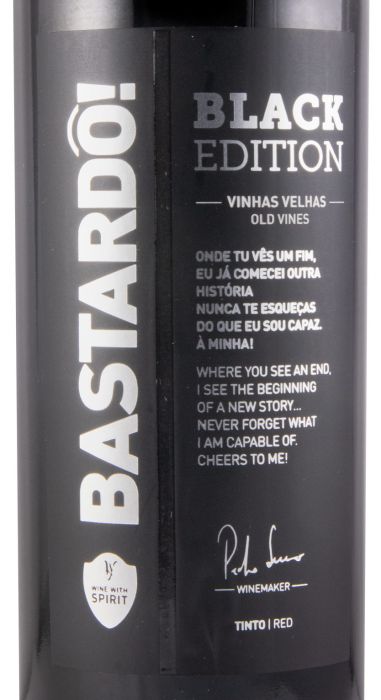 BASTARDÔ!
WINE WITH
SPIRIT
BLACK
EDITION
VINHAS VELHAS
OLD VINES
ONDE TU VÊS UM FIM,
EU JÁ COMECEI OUTRA
HISTÓRIA
NUNCA TE ESQUEÇAS
DO QUE EU SOU CAPAZ.
À MINHA!
WHERE YOU SEE AN END,
I SEE THE BEGINNING
OF A NEW STORY...
NEVER FORGET WHAT
I AM CAPABLE OF.
CHEERS TO ME!
WINEMAKER
TINTO | RED